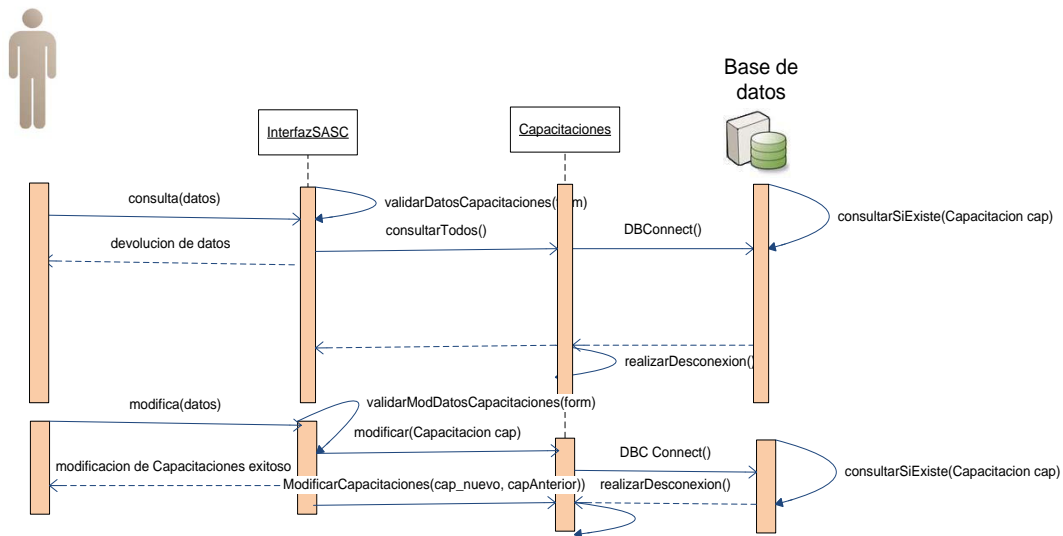 Base de
datos
InterfazSASC
Capacitaciones
consulta(datos)
validarDatosCapacitaciones(form)
consultarSiExiste(Capacitacion cap)
consultarTodos()
DBConnect()
devolucion de datos
realizarDesconexion()
modifica(datos)
validarModDatosCapacitaciones(form)
modificar(Capacitacion cap)
DBC Connect()
modificacion de Capacitaciones exitoso
consultarSiExiste(Capacitacion cap)
ModificarCapacitaciones(cap_nuevo, capAnterior))
realizarDesconexion()